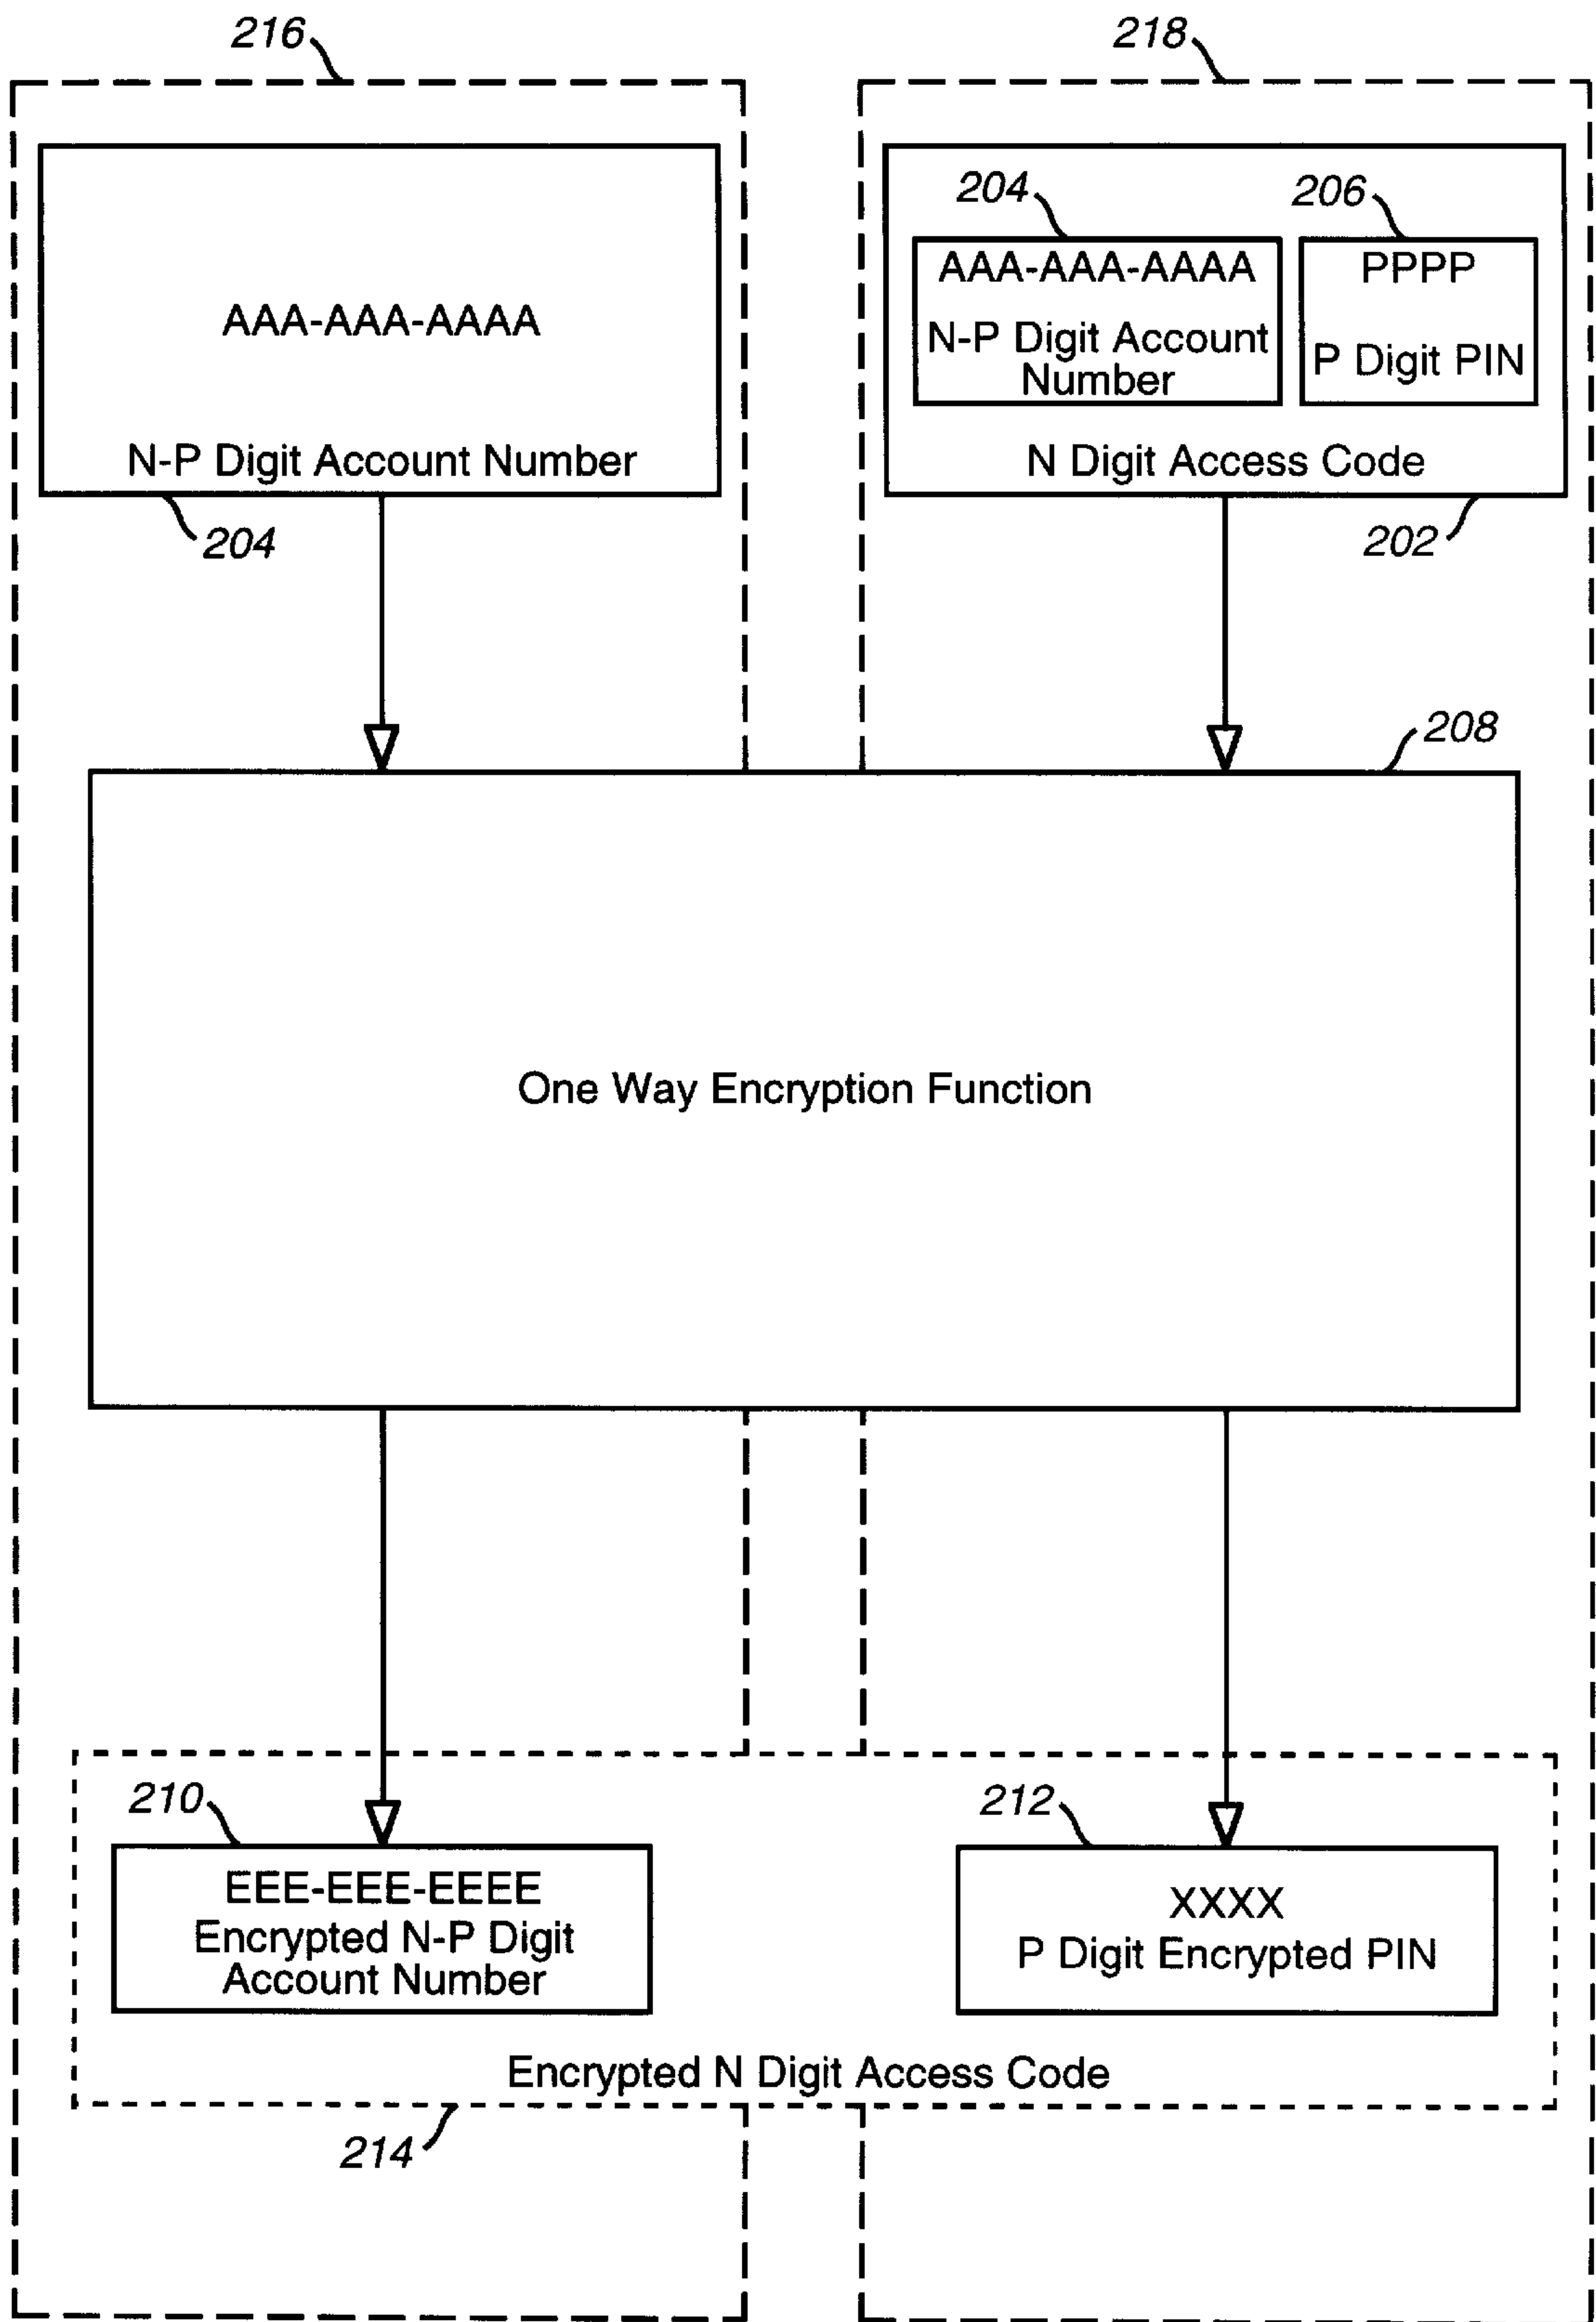 216
218
AAA-AAA-AAAA
N-P Digit Account Number
204
204
206
AAA-AAA-AAAA
N-P Digit Account
Number
PPPP
P Digit PIN
N Digit Access Code
202
208
One Way Encryption Function
210
EEE-EEE-EEEE
Encrypted N-P Digit
Account Number
212
XXXX
P Digit Encrypted PIN
Encrypted N Digit Access Code
214